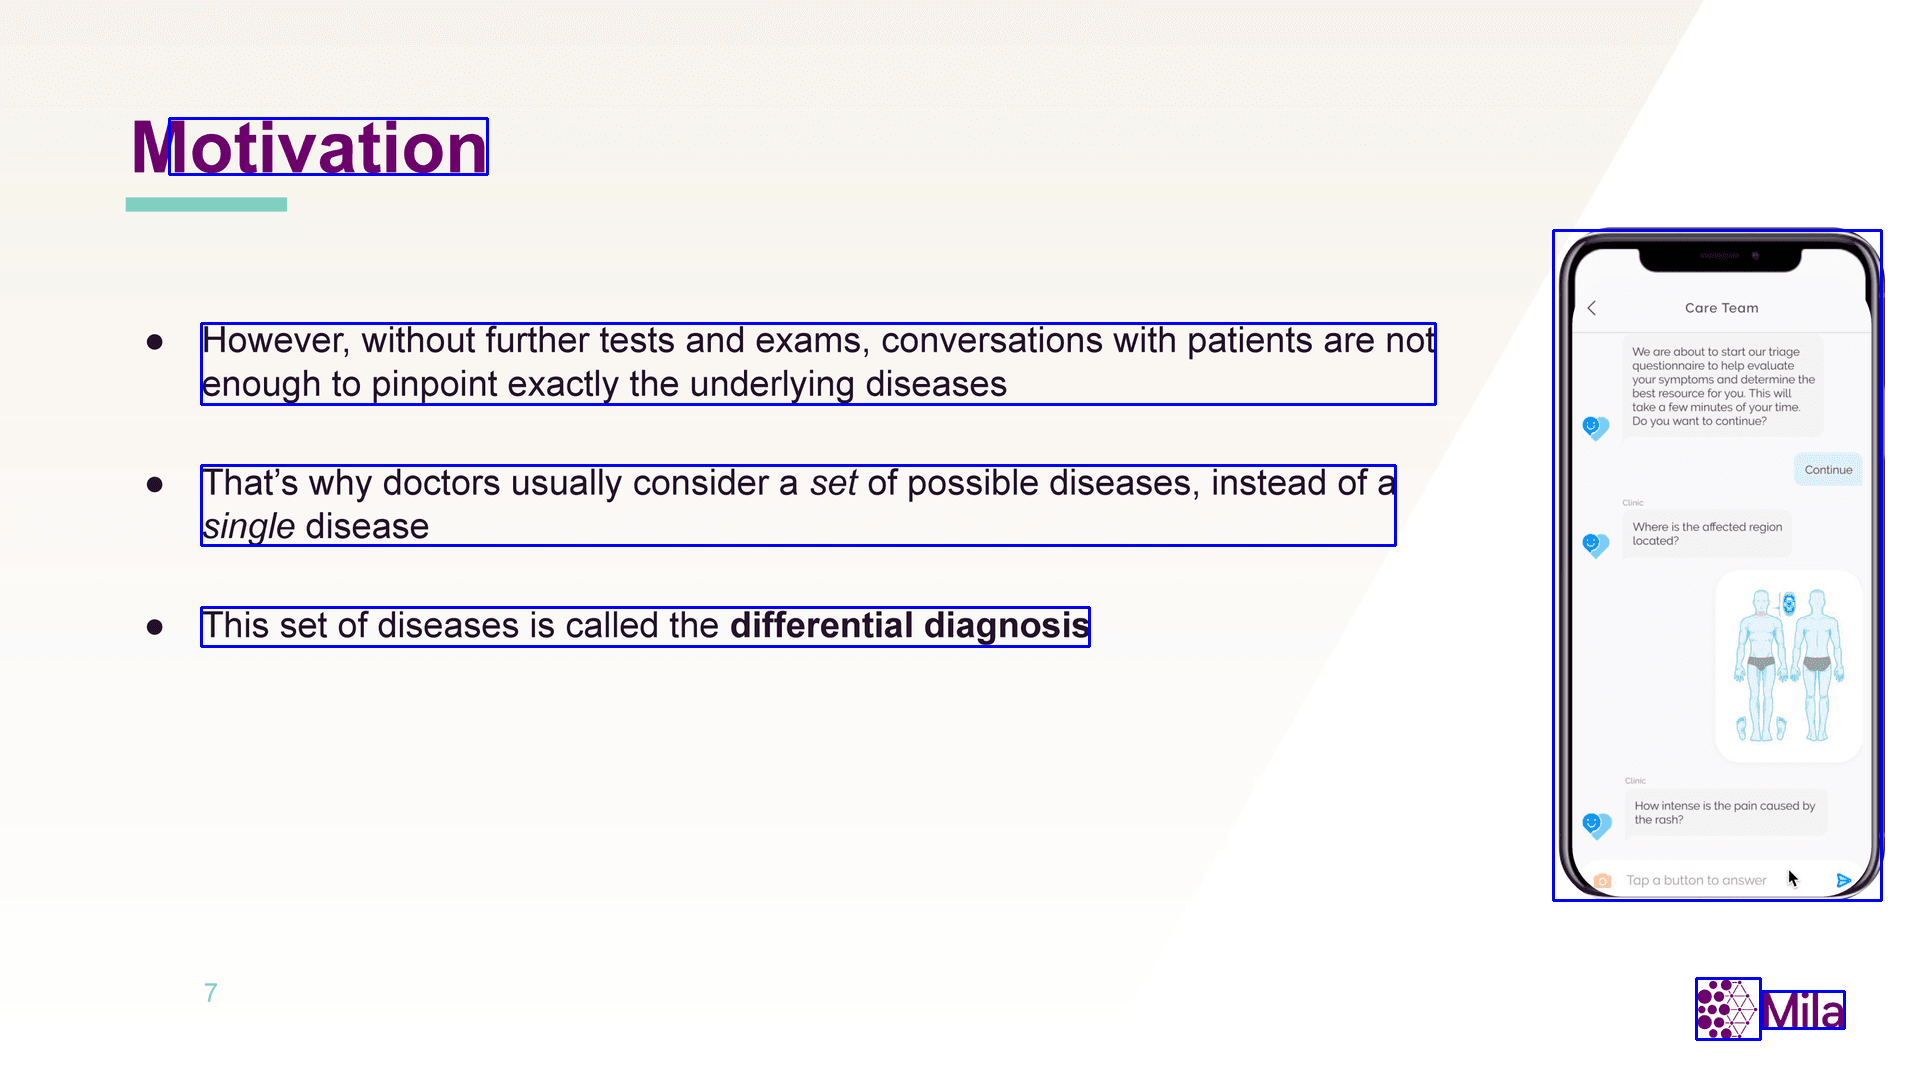 Motivation
● However, without further tests and exams, conversations with patients are not
enough to pinpoint exactly the underlying diseases
● That’s why doctors usually consider a set of possible diseases, instead of a
single disease
● This set of diseases is called the differential diagnosis
Care Team
We are about to start our triage
questionnaire to help evaluate
your symptoms and determine the
best resource for you. This will
take a few minutes of your time.
Do you want to continue?
Continue
Clinic
Where is the affected region
located?
Clinic
How intense is the pain caused by
the rash?
Tap a button to answer
7
Mila